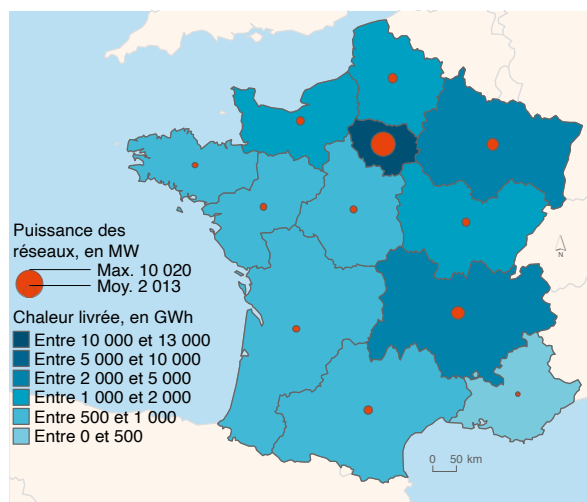 Puissance des
réseaux, en MW
Max. 10 020
Moy. 2 013
Chaleur livrée, en GWh
Entre 10 000 et 13 000
Entre 5 000 et 10 000
Entre 2 000 et 5 000
Entre 1 000 et 2 000
Entre 500 et 1 000
Entre 0 et 500
N
0 50 km